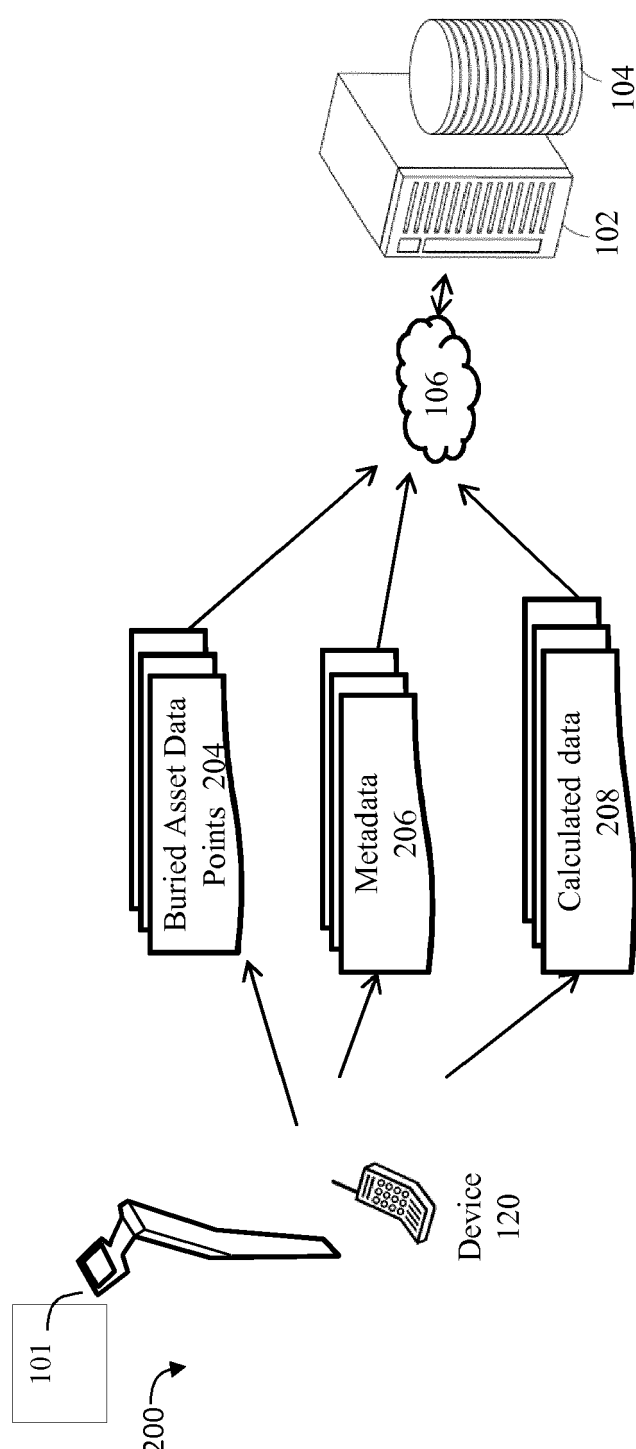 200
101
Device
120
Buried Asset Data
Points 204
Metadata
206
Calculated data
208
106
102
104